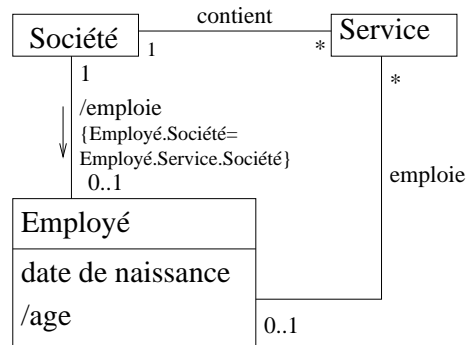 contient
Société
Service
1
*
1
*
/emploie
{Employé.Société=
Employé.Service.Société}
emploie
0..1
Employé
date de naissance
/age
0..1